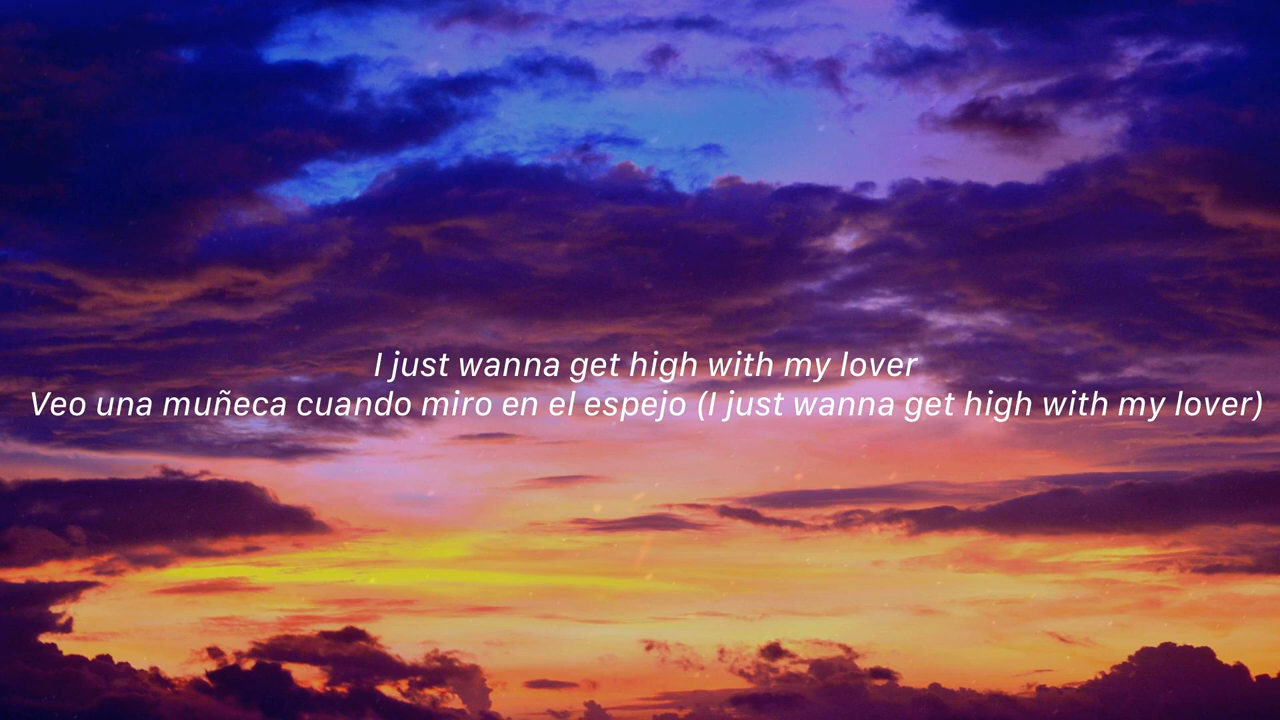 I just wanna get high with my lover
Veo una muñeca cuando miro en el espejo (I just wanna get high with my lover)